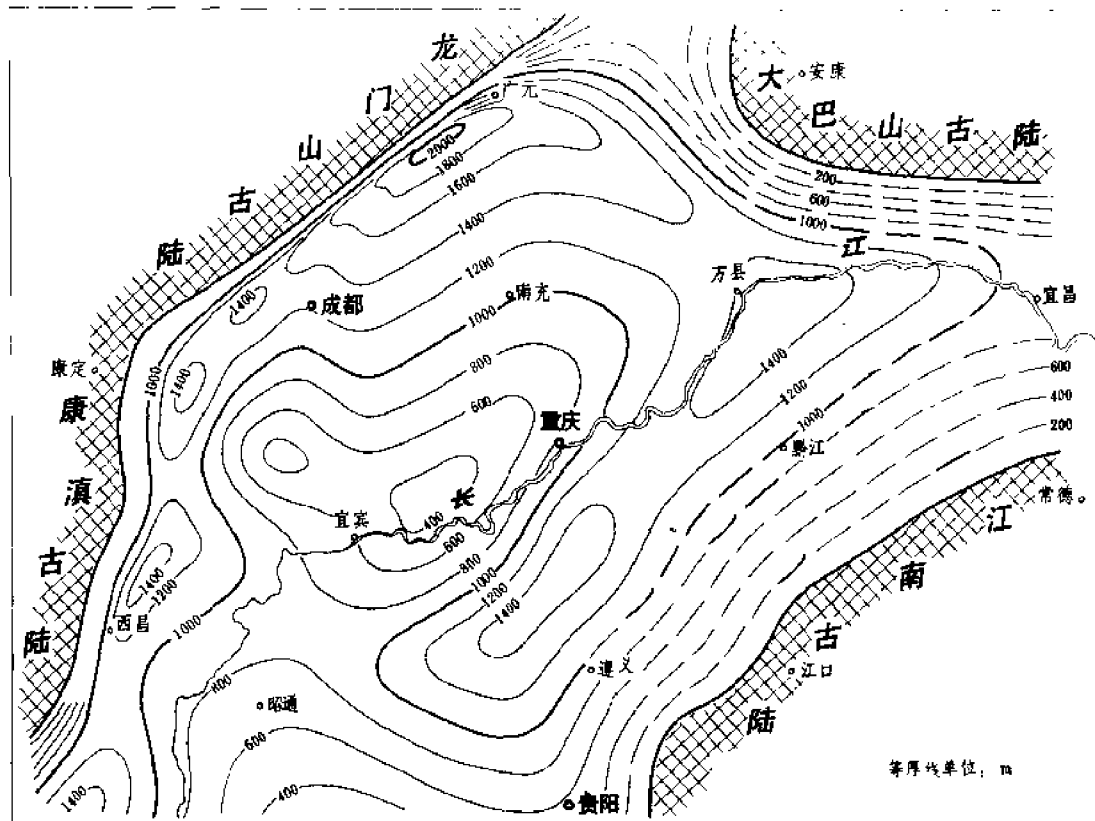 龙门山古陆
大巴山古陆
安康
广元
2000
1800
1600
1400
1200
1000
800
600
400
200
600
1000
江
万县
宜昌
成都
南充
1400
康定
1000
1400
康滇古陆
重庆
1400
1200
1000
黔江
600
400
200
常德
长
宜宾
600
800
1000
1200
1400
江南古陆
1400
1200
西昌
1000
遵义
江口
800
昭通
600
400
1400
贵阳
等厚线单位：m